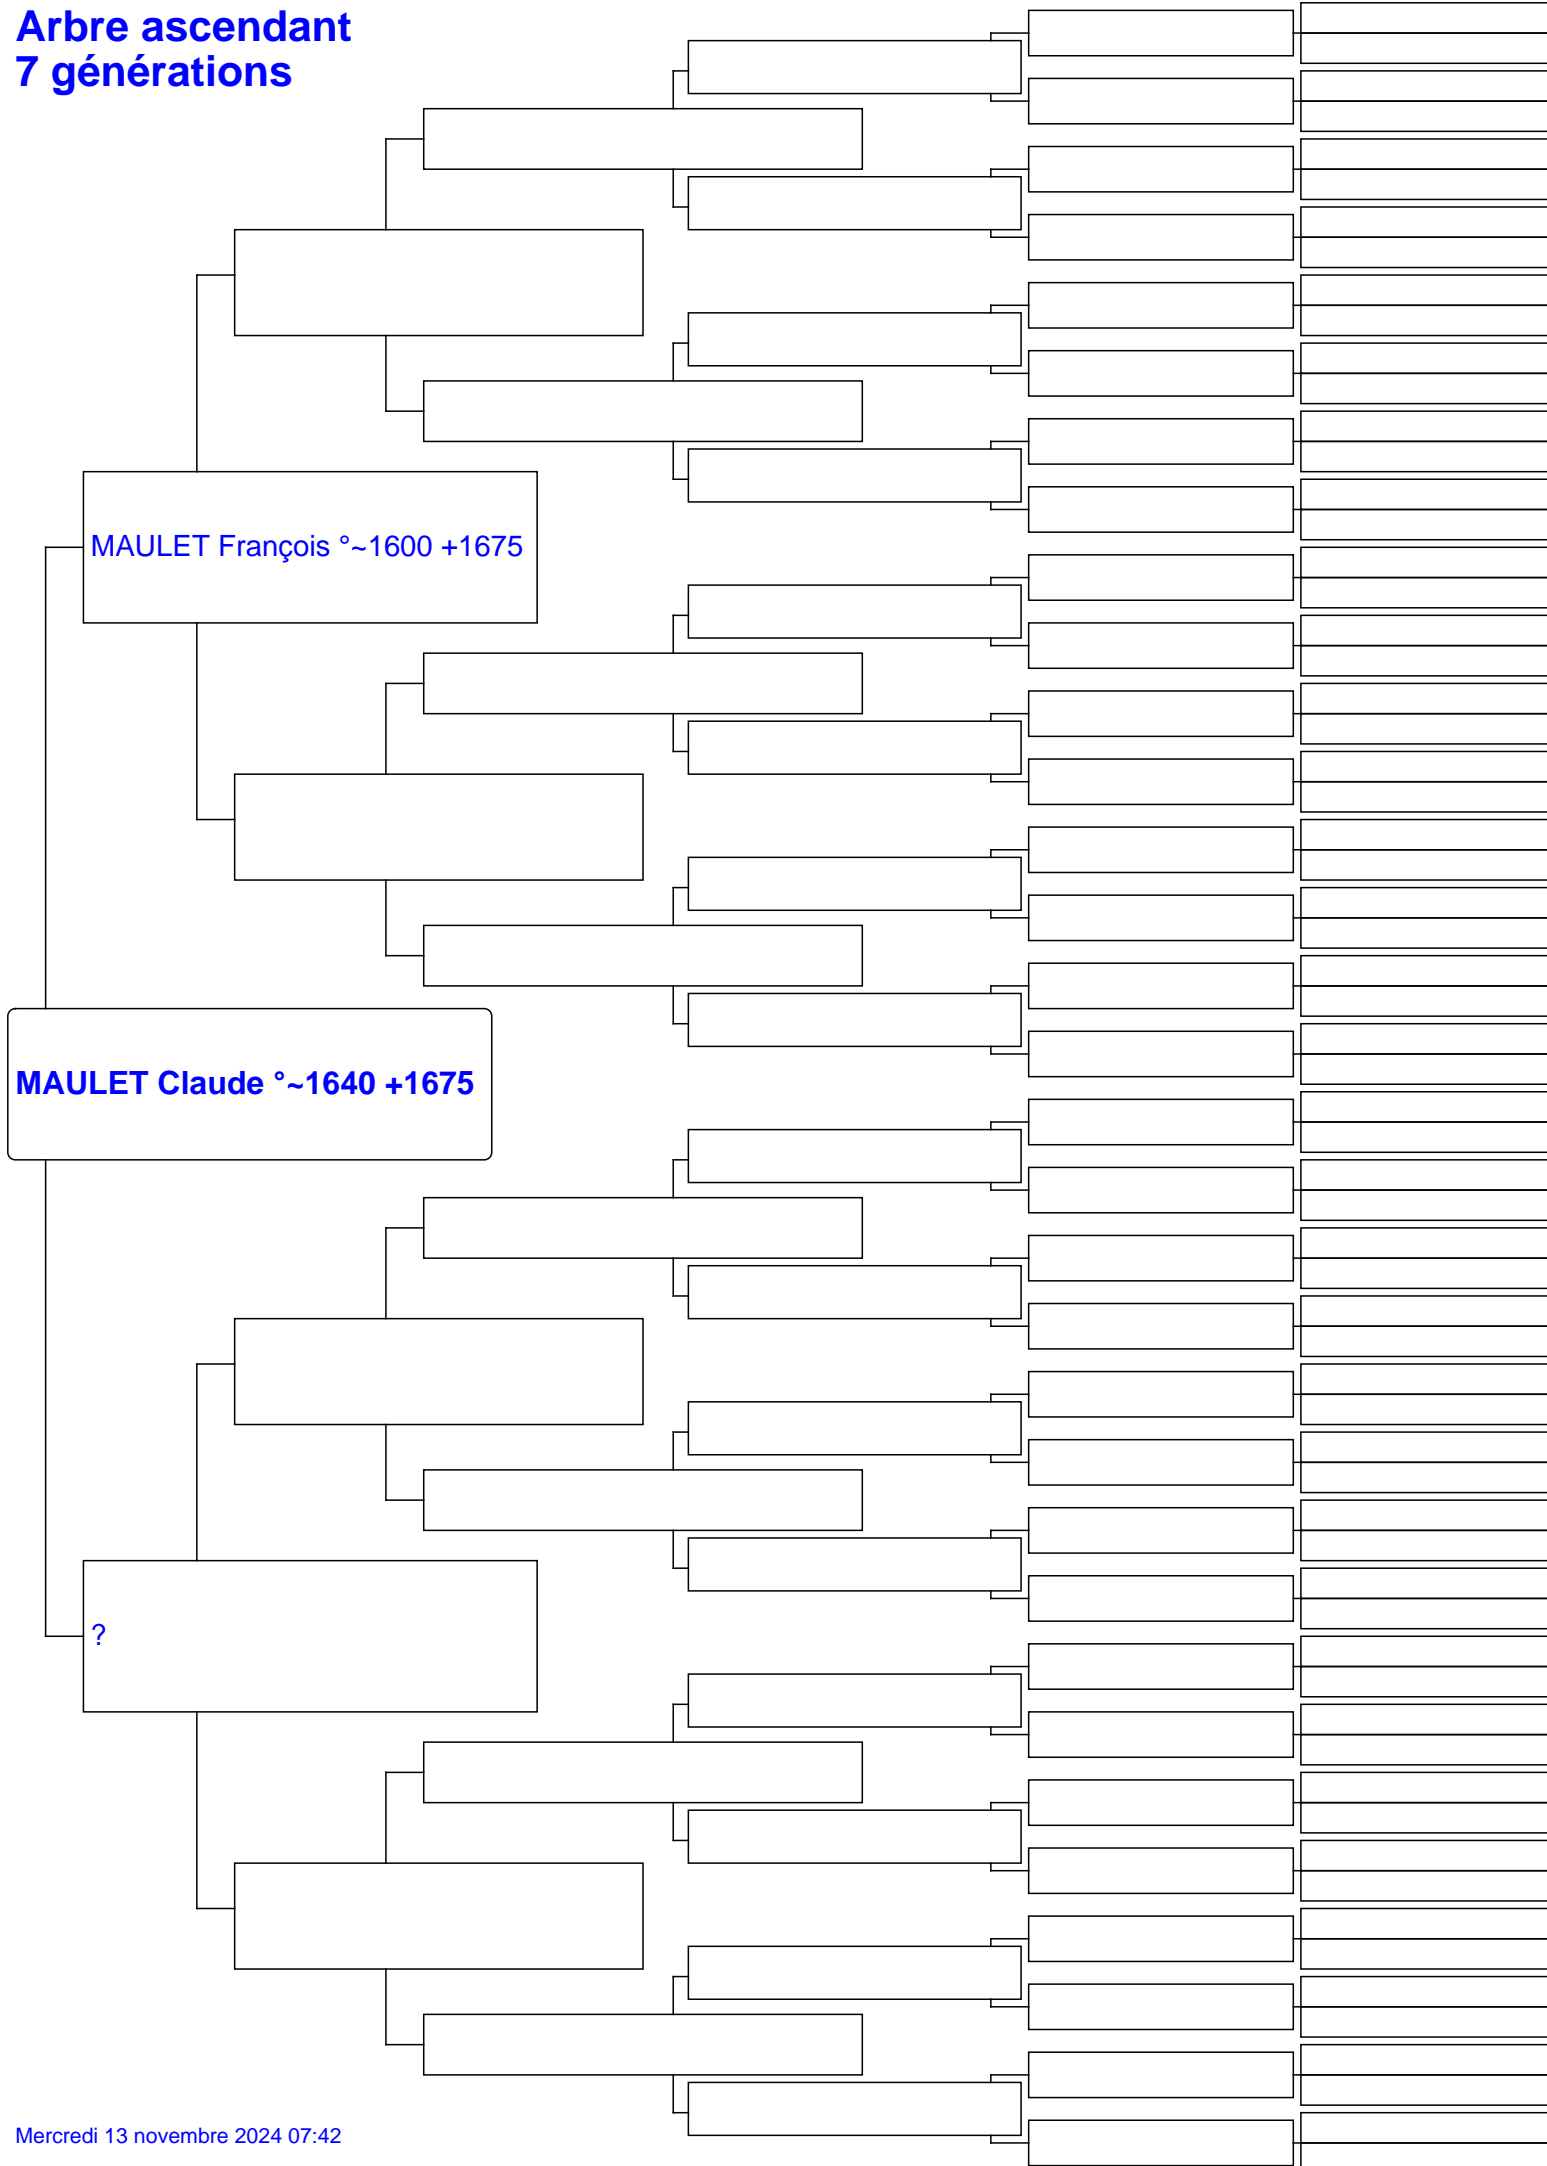 Arbre ascendant
7 générations
MAULET François °~1600 +1675
MAULET Claude °~1640 +1675
?
Mercredi 13 novembre 2024 07:42